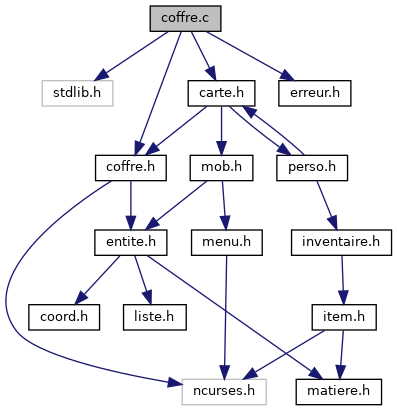 coffre.c
stdlib.h
carte.h
erreur.h
coffre.h
mob.h
perso.h
entite.h
menu.h
inventaire.h
coord.h
liste.h
item.h
ncurses.h
matiere.h